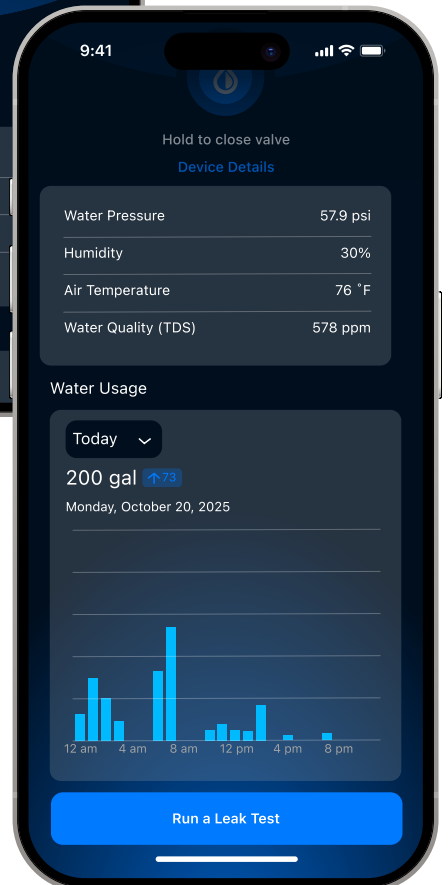 9:41
Hold to close valve
Device Details
Water Pressure 57.9 psi
Humidity 30%
Air Temperature 76 °F
Water Quality (TDS) 578 ppm
Water Usage
Today
200 gal ↑73
Monday, October 20, 2025
12 am 4 am 8 am 12 pm 4 pm 8 pm
Run a Leak Test